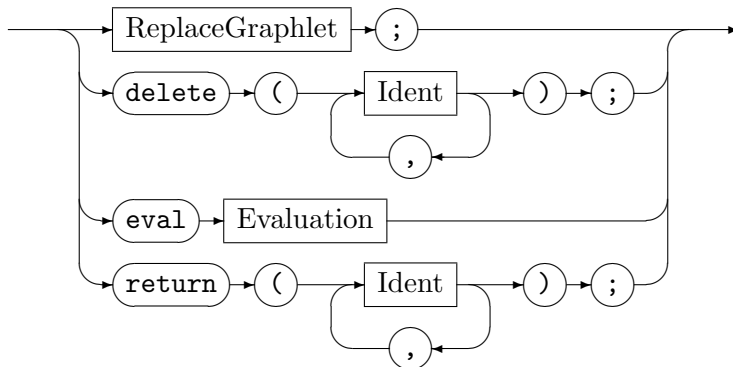 ReplaceGraphlet ;
delete ( Ident ) ;
,
eval Evaluation
return ( Ident ) ;
,